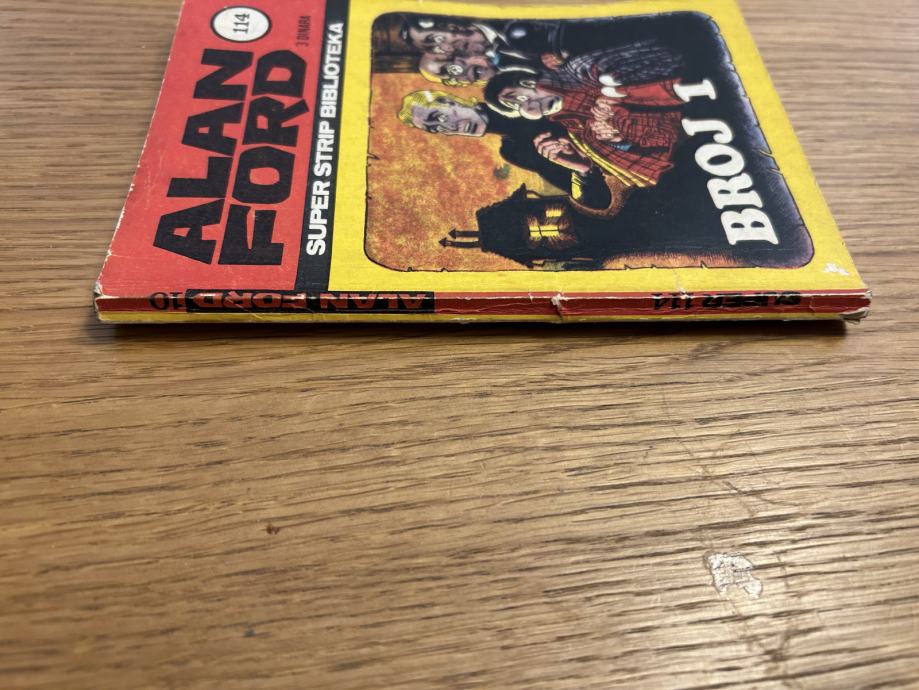 ALAN
FORD
114
3 DINARA
SUPER STRIP BIBLIOTEKA
BROJ 1
ALAN FORD 10
SUPER 114